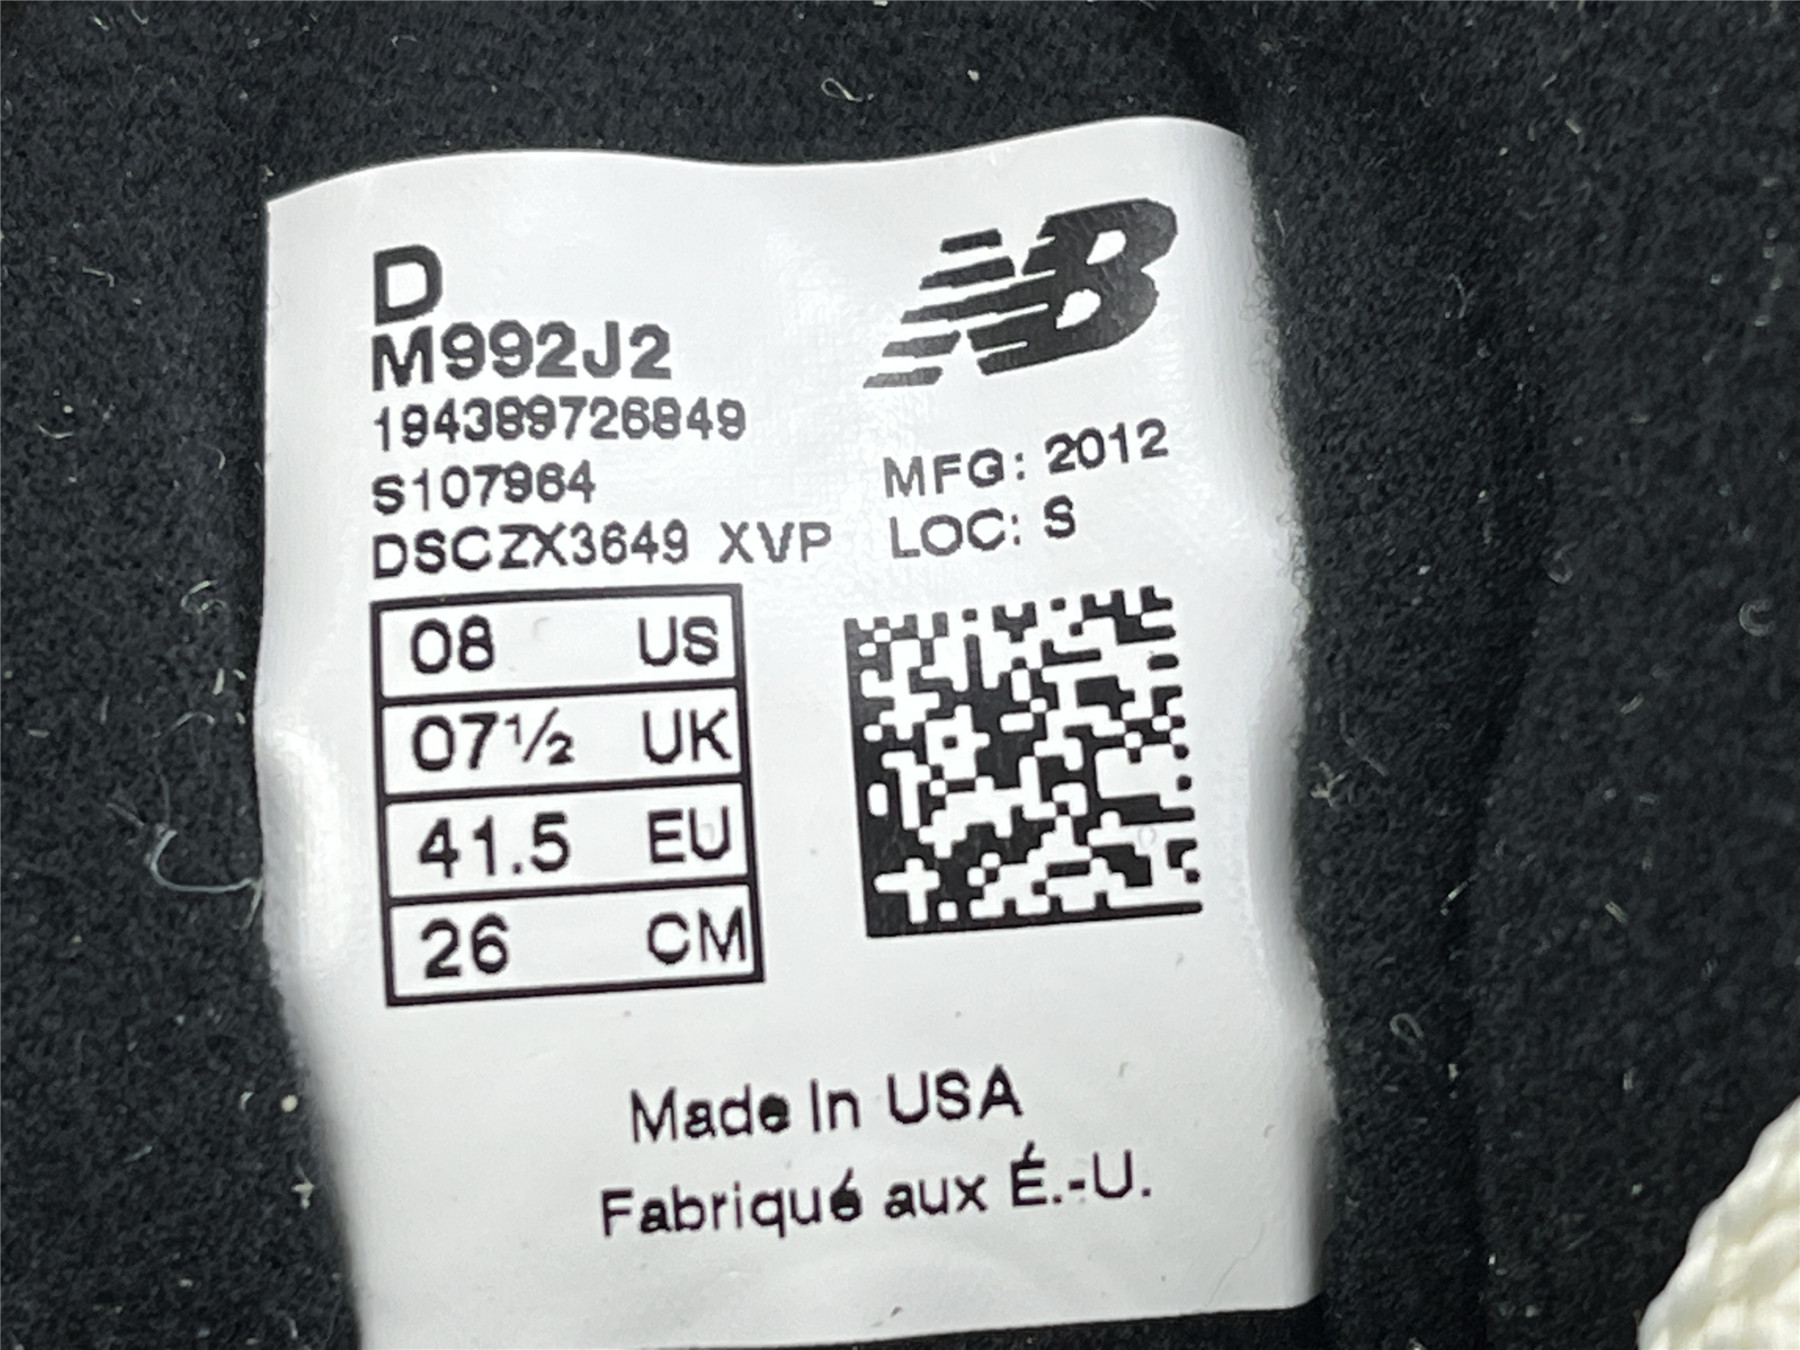 D
M992J2
194389726849
S107964
DSCZX3649 XVP
NB
MFG: 2012
LOC: S
08 US
07½ UK
41.5 EU
26 CM
Made In USA
Fabriqué aux É.-U.